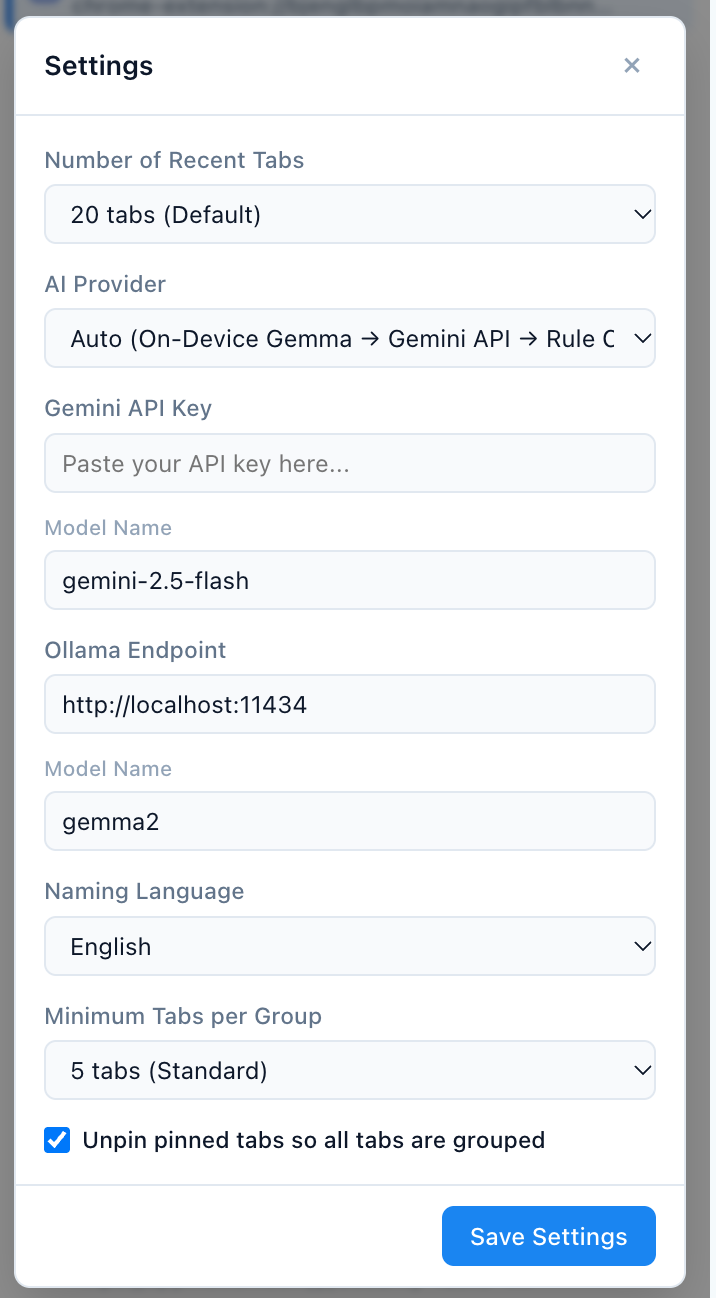 Settings
×
Number of Recent Tabs
20 tabs (Default)
AI Provider
Auto (On-Device Gemma → Gemini API → Rule
Gemini API Key
Paste your API key here...
Model Name
gemini-2.5-flash
Ollama Endpoint
http://localhost:11434
Model Name
gemma2
Naming Language
English
Minimum Tabs per Group
5 tabs (Standard)
Unpin pinned tabs so all tabs are grouped
Save Settings